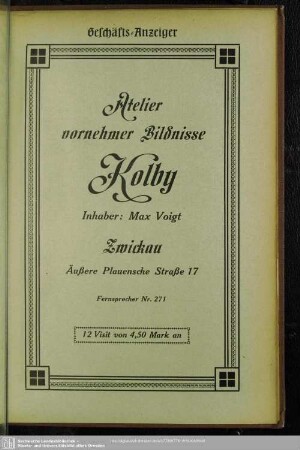 Geschäfts-Anzeiger
Atelier
vornehmer Bildnisse
Kolby
Inhaber: Max Voigt
Zwickau
Äußere Plauensche Straße 17
Fernsprecher Nr. 271
12 Visit von 4,50 Mark an